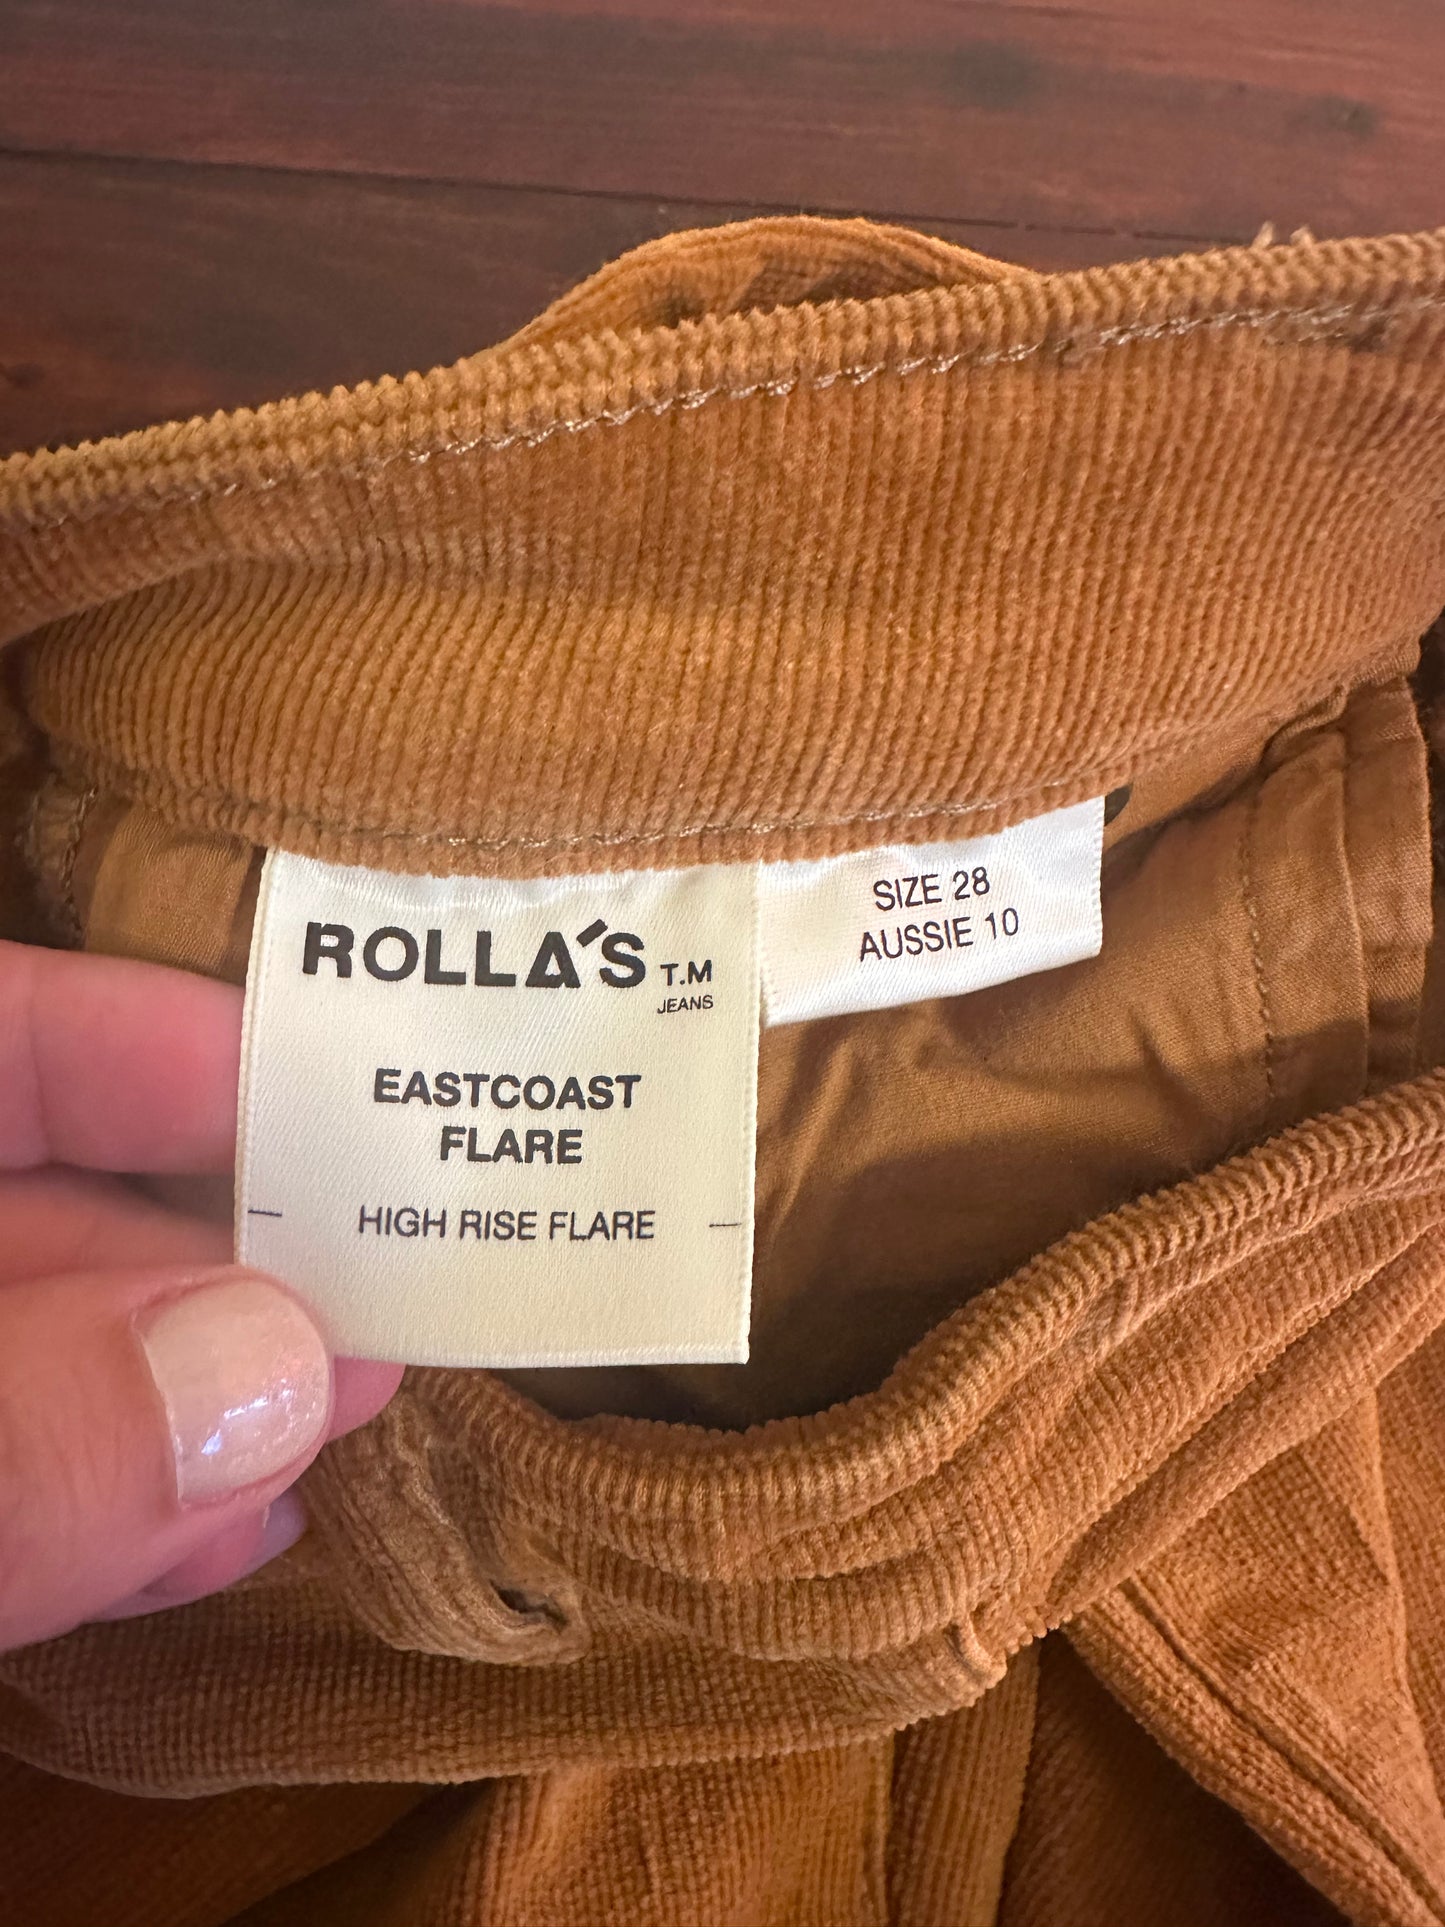 ROLLA'S T.M
JEANS
EASTCOAST
FLARE
HIGH RISE FLARE
SIZE 28
AUSSIE 10